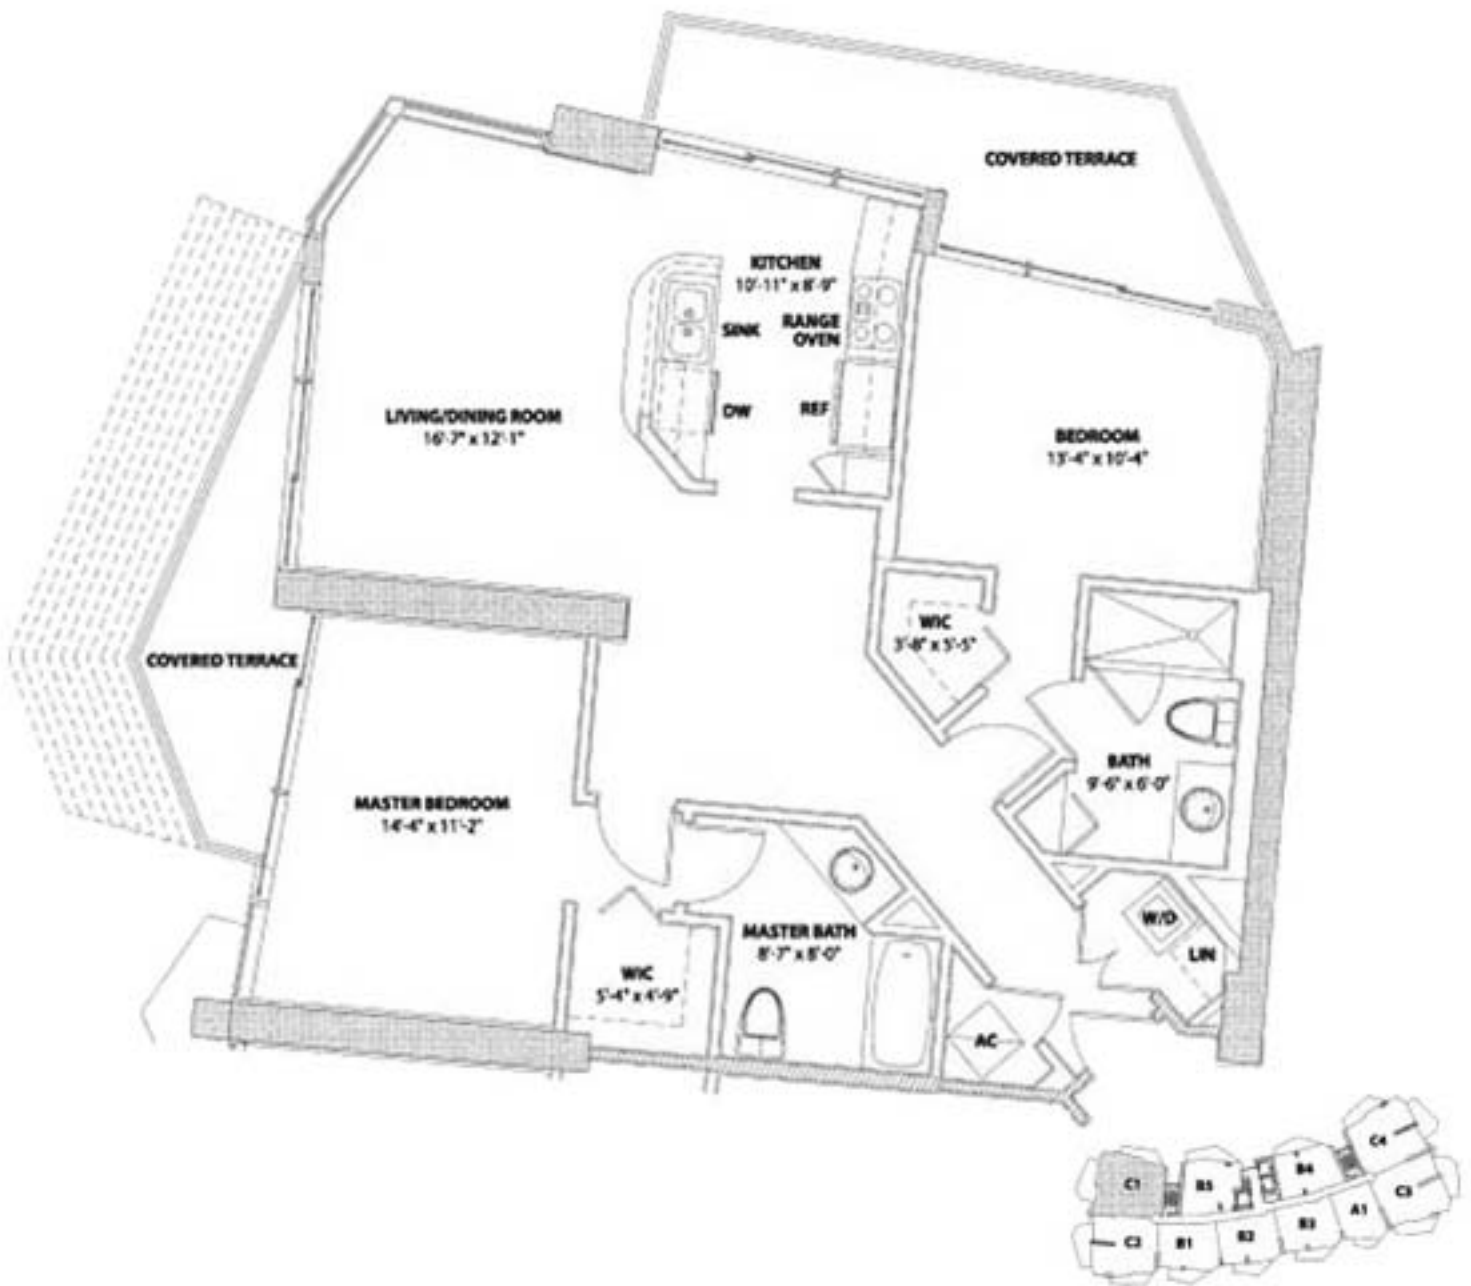 COVERED TERRACE
KITCHEN
10'-11" x 8'-9"
SINK
RANGE
OVEN
DW
REF
LIVING/DINING ROOM
16'-7" x 12'-1"
BEDROOM
13'-4" x 10'-4"
WIC
3'-8" x 5'-5"
COVERED TERRACE
BATH
9'-6" x 6'-0"
MASTER BEDROOM
14'-4" x 11'-2"
W/D
LIN
MASTER BATH
8'-7" x 8'-0"
WIC
5'-4" x 4'-9"
AC
C4
C1
B5
B4
C3
A1
B3
B2
B1
C2